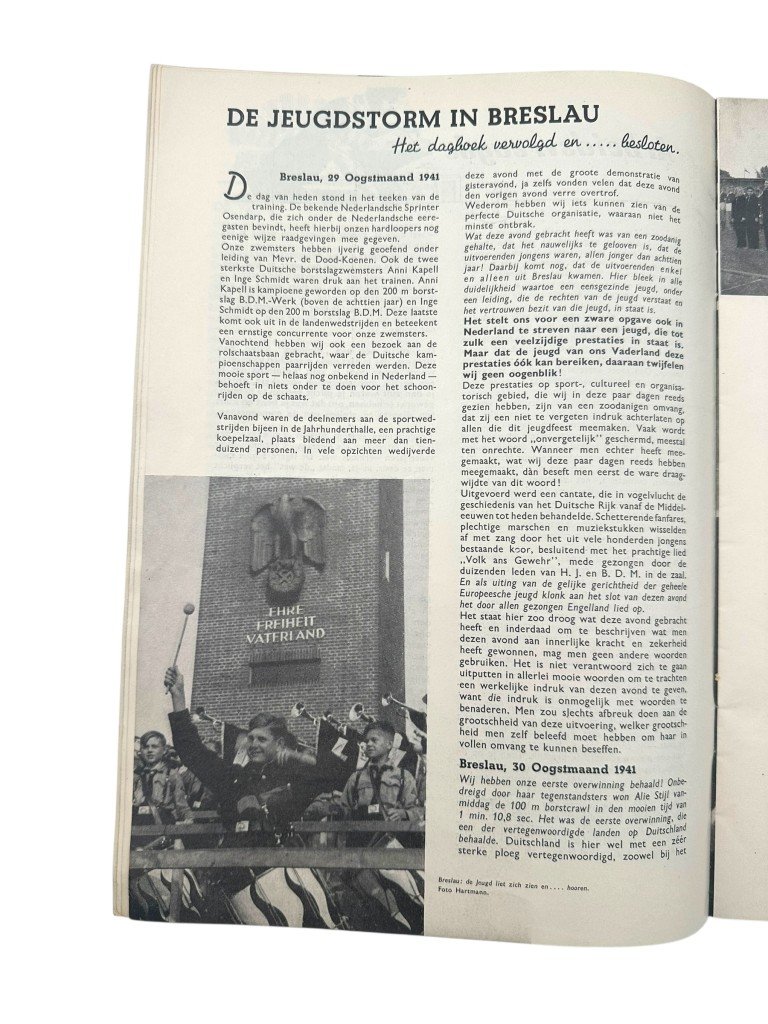 DE JEUGDSTORM IN BRESLAU
Het dagboek vervolgd en ..... besloten.
Breslau, 29 Oogstmaand 1941
De dag van heden stond in het teeken van de
training. De bekende Nederlandsche Sprinter
Osendarp, die zich onder de Nederlandsche eere-
gasten bevindt, heeft hierbij onzen hardloopers nog
eenige wijze raadgevingen mee gegeven.
Onze zwemsters hebben ijverig geoefend onder
leiding van Mevr. de Dood-Koenen. Ook de twee
sterkste Duitsche borstslagzwemsters Anni Kapell
en Inge Schmidt waren druk aan het trainen. Anni
Kapell is kampioene geworden op den 200 m borst-
slag B.D.M.-Werk (boven de achttien jaar) en Inge
Schmidt op den 200 m borstslag B.D.M. Deze laatste
komt ook uit in de landenwedstrijden en beteekent
een ernstige concurrente voor onze zwemsters.
Vanochtend hebben wij ook een bezoek aan de
rolschaatsbaan gebracht, waar de Duitsche kam-
pioenschappen paarrijden verreden werden. Deze
mooie sport — helaas nog onbekend in Nederland —
behoeft in niets onder te doen voor het schoon-
rijden op de schaats.
Vanavond waren de deelnemers aan de sportwed-
strijden bijeen in de Jahrhunderthalle, een prachtige
koepelzaal, plaats biedend aan meer dan tien-
duizend personen. In vele opzichten wedijverde
EHRE
FREIHEIT
VATERLAND
deze avond met de groote demonstratie van
gisteravond, ja zelfs vonden velen dat deze avond
den vorigen avond verre overtrof.
Wederom hebben wij iets kunnen zien van de
perfecte Duitsche organisatie, waaraan niet het
minste ontbrak.
Wat deze avond gebracht heeft was van een zoodanig
gehalte, dat het nauwelijks te gelooven is, dat de
uitvoerenden jongens waren, allen jonger dan achttien
jaar! Daarbij komt nog, dat de uitvoerenden enkel
en alleen uit Breslau kwamen. Hier bleek in alle
duidelijkheid waartoe een eensgezinde jeugd, onder
een leiding, die de rechten van de jeugd verstaat en
het vertrouwen bezit van die jeugd, in staat is.
Het stelt ons voor een zware opgave ook in
Nederland te streven naar een jeugd, die tot
zulk een veelzijdige prestaties in staat is.
Maar dat de jeugd van ons Vaderland deze
prestaties óók kan bereiken, daaraan twijfelen
wij geen oogenblik!
Deze prestaties op sport-, cultureel en organisa-
torisch gebied, die wij in deze paar dagen reeds
gezien hebben, zijn van een zoodanigen omvang,
dat zij een niet te vergeten indruk achterlaten op
allen die dit jeugdfeest meemaken. Vaak wordt
met het woord „onvergetelijk” geschermd, meestal
ten onrechte. Wanneer men echter heeft mee-
gemaakt, wat wij deze paar dagen reeds hebben
meegemaakt, dàn beseft men eerst de ware draag-
wijdte van dit woord!
Uitgevoerd werd een cantate, die in vogelvlucht de
geschiedenis van het Duitsche Rijk vanaf de Middel-
eeuwen tot heden behandelde. Schetterende fanfares,
plechtige marschen en muziekstukken wisselden
af met zang door het uit vele honderden jongens
bestaande koor, besluitend met het prachtige lied
„Volk ans Gewehr”, mede gezongen door de
duizenden leden van H. J. en B. D. M. in de zaal.
En als uiting van de gelijke gerichtheid der geheele
Europeesche jeugd klonk aan het slot van dezen avond
het door allen gezongen Engelland lied op.
Het staat hier zoo droog wat deze avond gebracht
heeft en inderdaad om te beschrijven wat men
dezen avond aan innerlijke kracht en zekerheid
heeft gewonnen, mag men geen andere woorden
gebruiken. Het is niet verantwoord zich te gaan
uitputten in allerlei mooie woorden om te trachten
een werkelijke indruk van dezen avond te geven,
want die indruk is onmogelijk met woorden te
benaderen. Men zou slechts afbreuk doen aan de
grootschheid van deze uitvoering, welker grootsch-
heid men zelf beleefd moet hebben om haar in
vollen omvang te kunnen beseffen.
Breslau, 30 Oogstmaand 1941
Wij hebben onze eerste overwinning behaald! Onbe-
dreigd door haar tegenstandsters won Alie Stijl van-
middag de 100 m borstcrawl in den mooien tijd van
1 min. 10,8 sec. Het was de eerste overwinning, die
een der vertegenwoordigde landen op Duitschland
behaalde. Duitschland is hier wel met een zéér
sterke ploeg vertegenwoordigd, zoowel bij het
Breslau: de Jeugd liet zich zien en .... hooren.
Foto Hartmann.